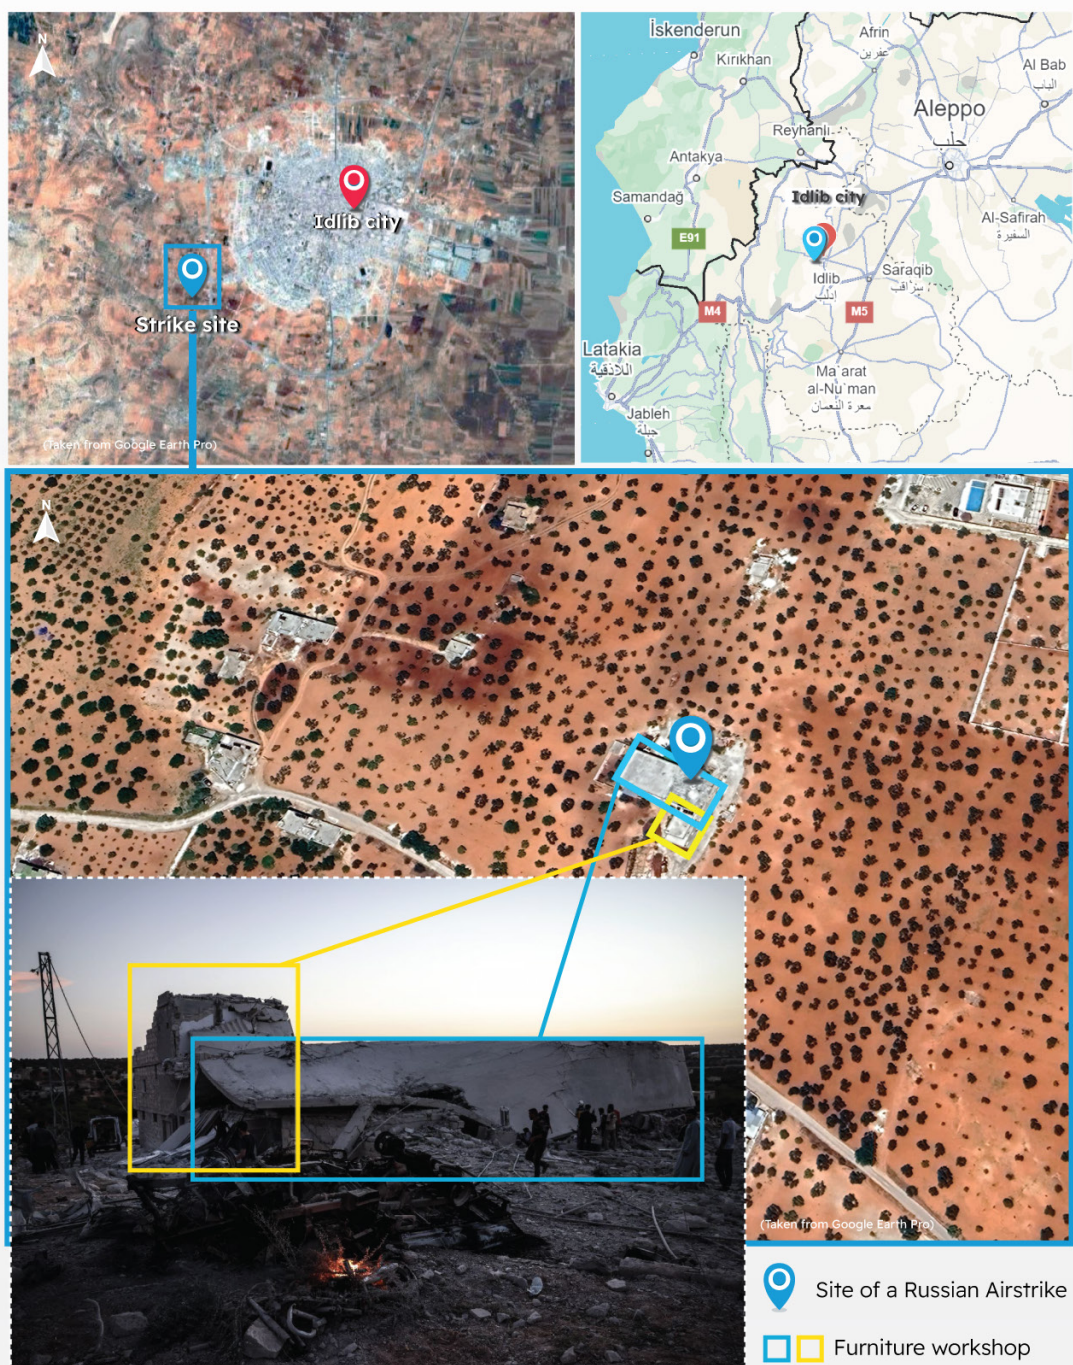 N
Idlib city
Strike site
(Taken from Google Earth Pro)
İskenderun
Kırıkhan
Afrin
عفرين
Al Bab
الباب
Aleppo
حلب
Reyhanlı
Antakya
Samandağ
Idlib city
Al-Safirah
السفيرة
E91
Saraqib
سراقب
Idlib
إدلب
M4
M5
Latakia
اللاذقية
Ma'arat
al-Nu'man
معرة النعمان
Jableh
جبلة
N
(Taken from Google Earth Pro)
Site of a Russian Airstrike
Furniture workshop